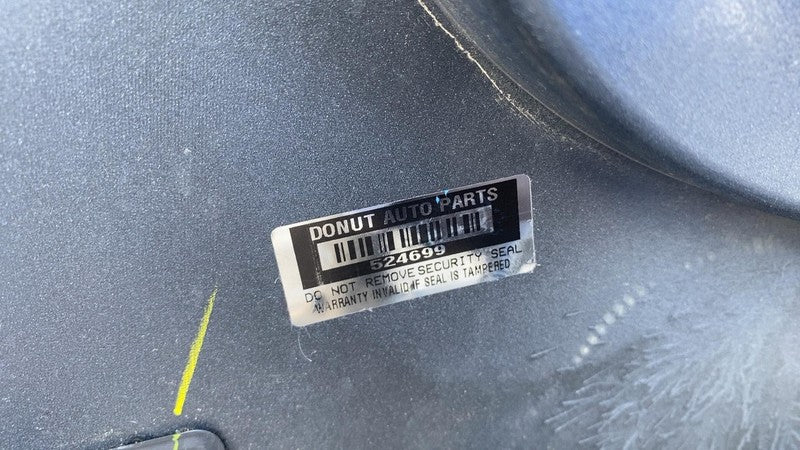 DONUT AUTO PARTS
524699
DO NOT REMOVE SECURITY SEAL
WARRANTY INVALID IF SEAL IS TAMPERED